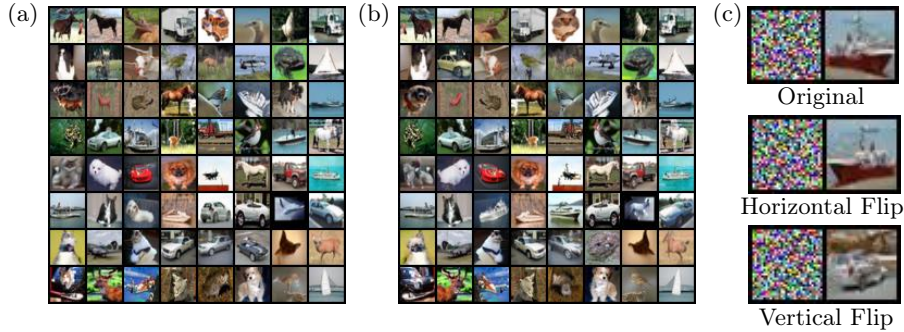 (a)
(b)
(c)
Original
Horizontal Flip
Vertical Flip